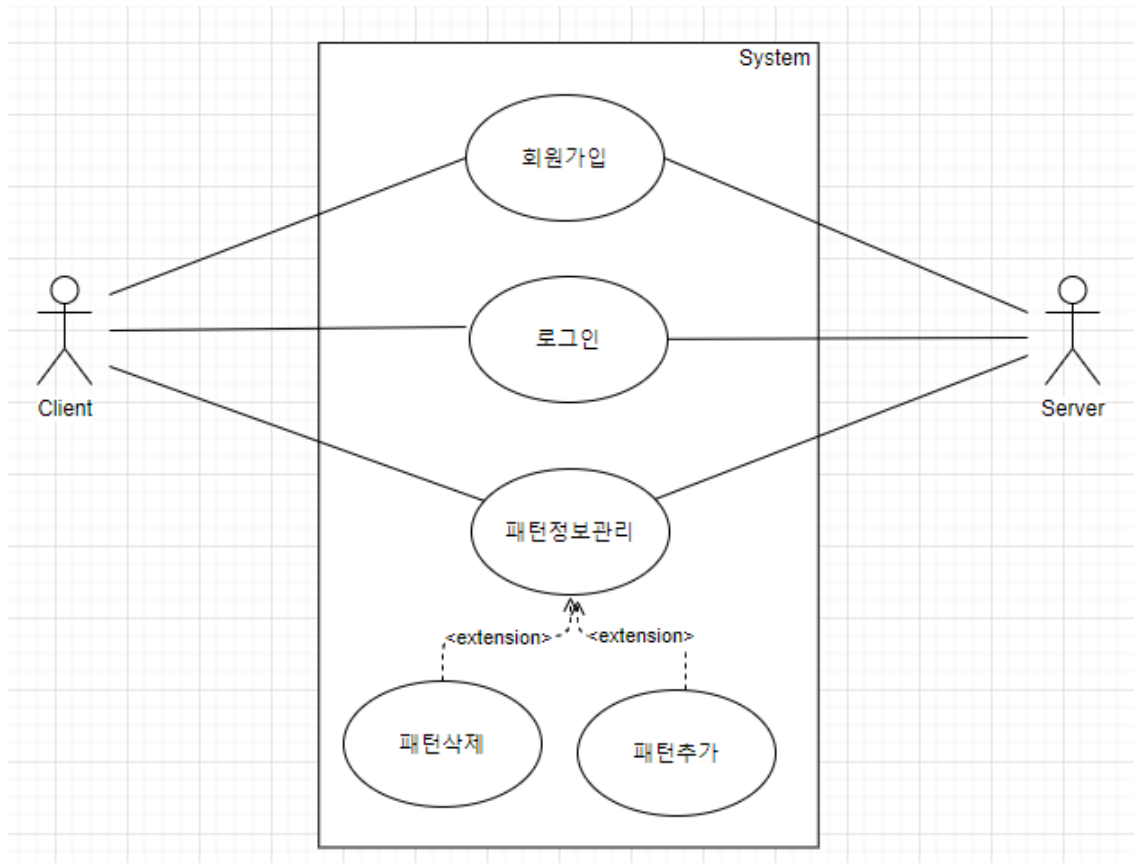 System
회원가입
로그인
Client
Server
패턴정보관리
<extension>
<extension>
패턴삭제
패턴추가